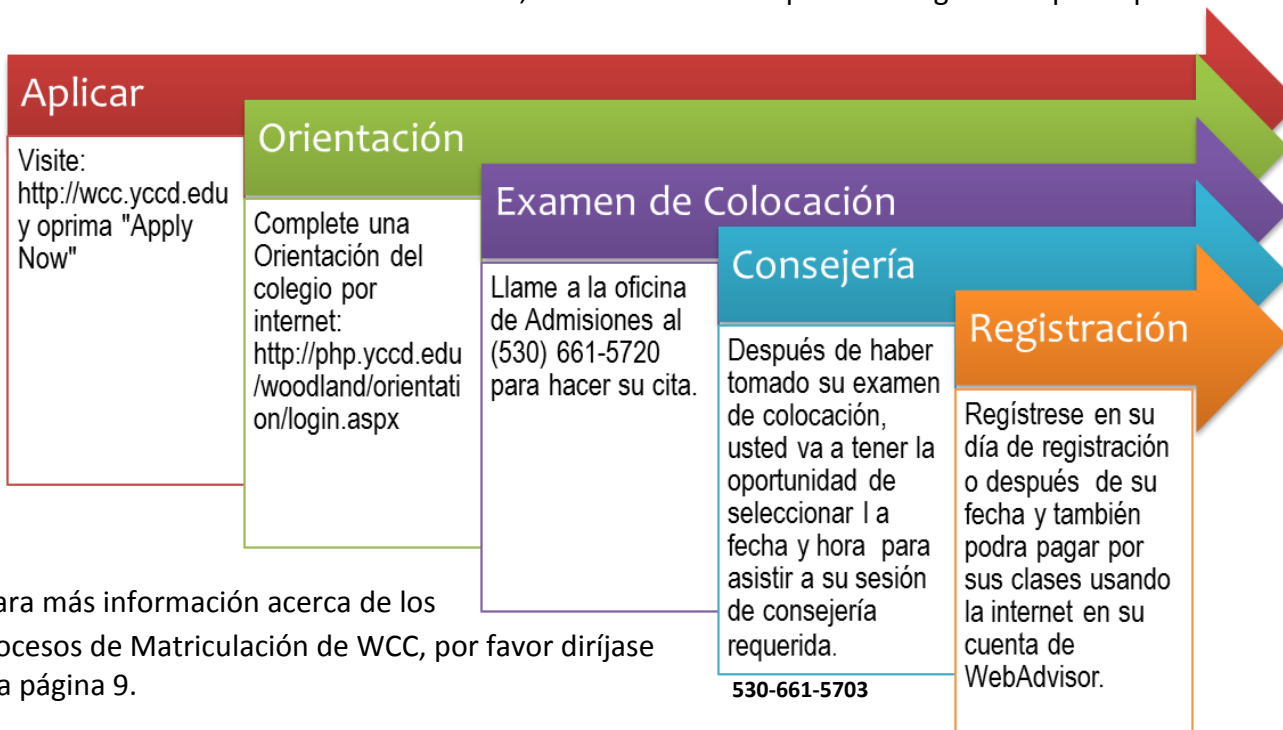 Aplicar
Visite:
http://wcc.yccd.edu
y oprima "Apply
Now"
Orientación
Complete una
Orientación del
colegio por
internet:
http://php.yccd.edu
/woodland/orientati
on/login.aspx
Examen de Colocación
Llame a la oficina
de Admisiones al
(530) 661-5720
para hacer su cita.
Consejería
Después de haber
tomado su examen
de colocación,
usted va a tener la
oportunidad de
seleccionar l a
fecha y hora para
asistir a su sesión
de consejería
requerida.
530-661-5703
Registración
Regístrese en su
día de registración
o después de su
fecha y también
podra pagar por
sus clases usando
la internet en su
cuenta de
WebAdvisor.
ara más información acerca de los
ocesos de Matriculación de WCC, por favor diríjase
a página 9.